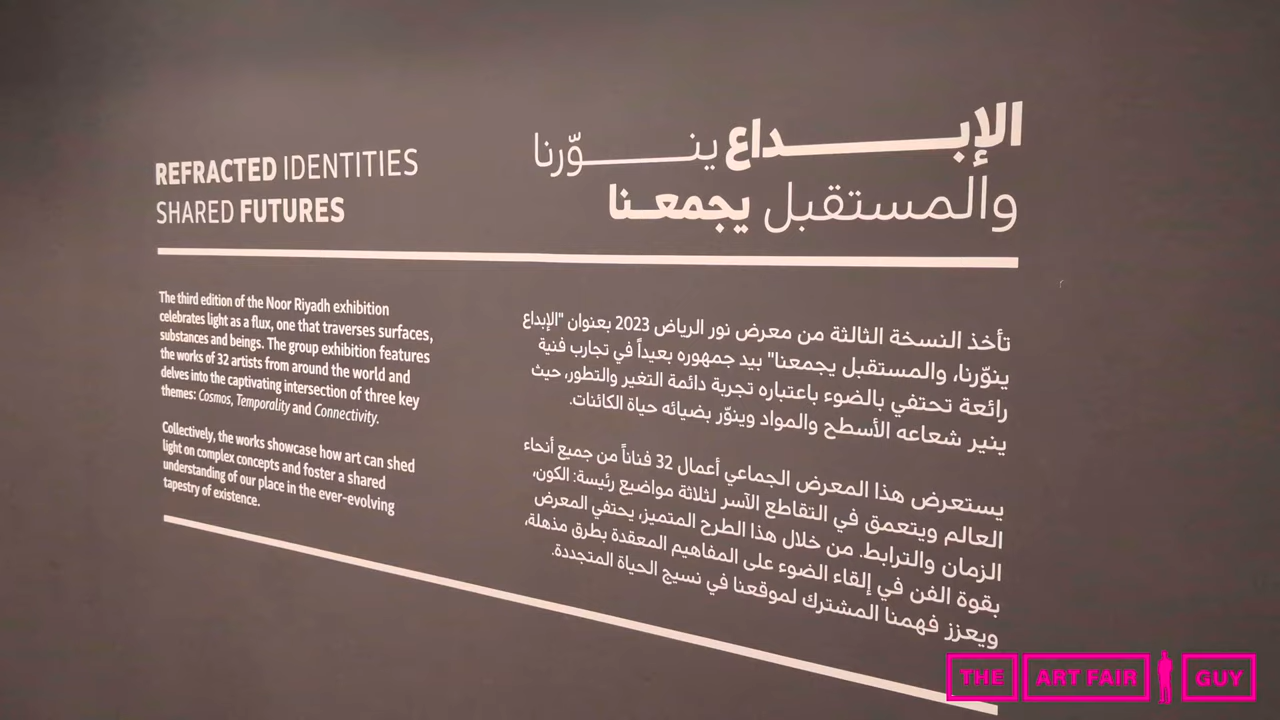 REFRACTED IDENTITIES
SHARED FUTURES
The third edition of the Noor Riyadh exhibition
celebrates light as a flux, one that traverses surfaces,
substances and beings. The group exhibition features
the works of 32 artists from around the world and
delves into the captivating intersection of three key
themes: Cosmos, Temporality and Connectivity.
Collectively, the works showcase how art can shed
light on complex concepts and foster a shared
understanding of our place in the ever-evolving
tapestry of existence.
الإبـــداع ينــوّرنا
والمستقبل يجمعـنا
تأخذ النسخة الثالثة من معرض نور الرياض 2023 بعنوان "الإبداع
ينوّرنا، والمستقبل يجمعنا" بيد جمهوره بعيداً في تجارب فنية
رائعة تحتفي بالضوء باعتباره تجربة دائمة التغير والتطور، حيث
ينير شعاعه الأسطح والمواد وينوّر بضيائه حياة الكائنات.
يستعرض هذا المعرض الجماعي أعمال 32 فناناً من جميع أنحاء
العالم ويتعمق في التقاطع الآسر لثلاثة مواضيع رئيسة: الكون،
الزمان والترابط. من خلال هذا الطرح المتميز، يحتفي المعرض
بقوة الفن في إلقاء الضوء على المفاهيم المعقدة بطرق مذهلة،
ويعزز فهمنا المشترك لموقعنا في نسيج الحياة المتجددة.
THE ART FAIR GUY